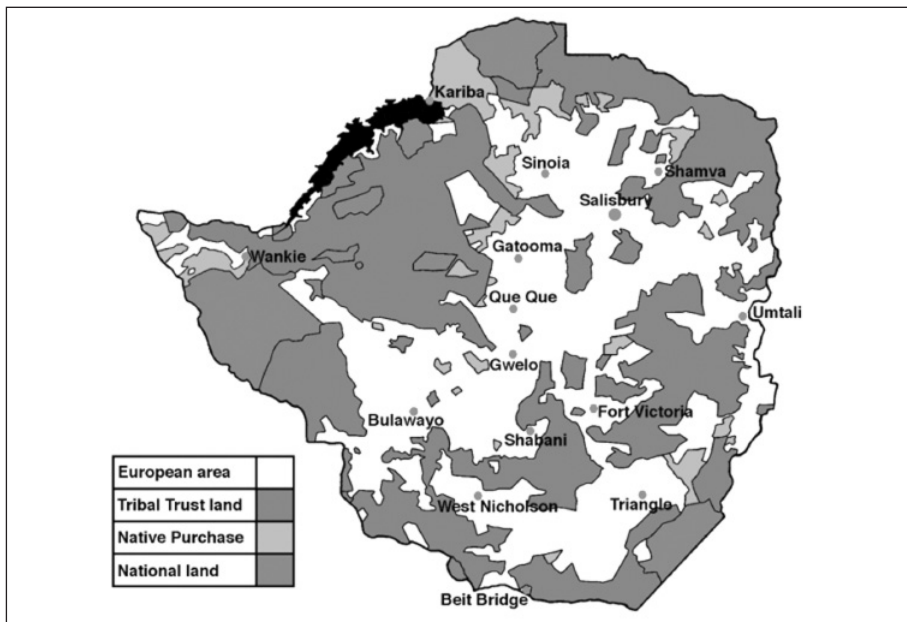 Kariba
Sinoia
Shamva
Salisbury
Wankie
Gatooma
Que Que
Umtali
Gwelo
Bulawayo
Fort Victoria
Shabani
West Nicholson
Triangle
Beit Bridge
European area
Tribal Trust land
Native Purchase
National land